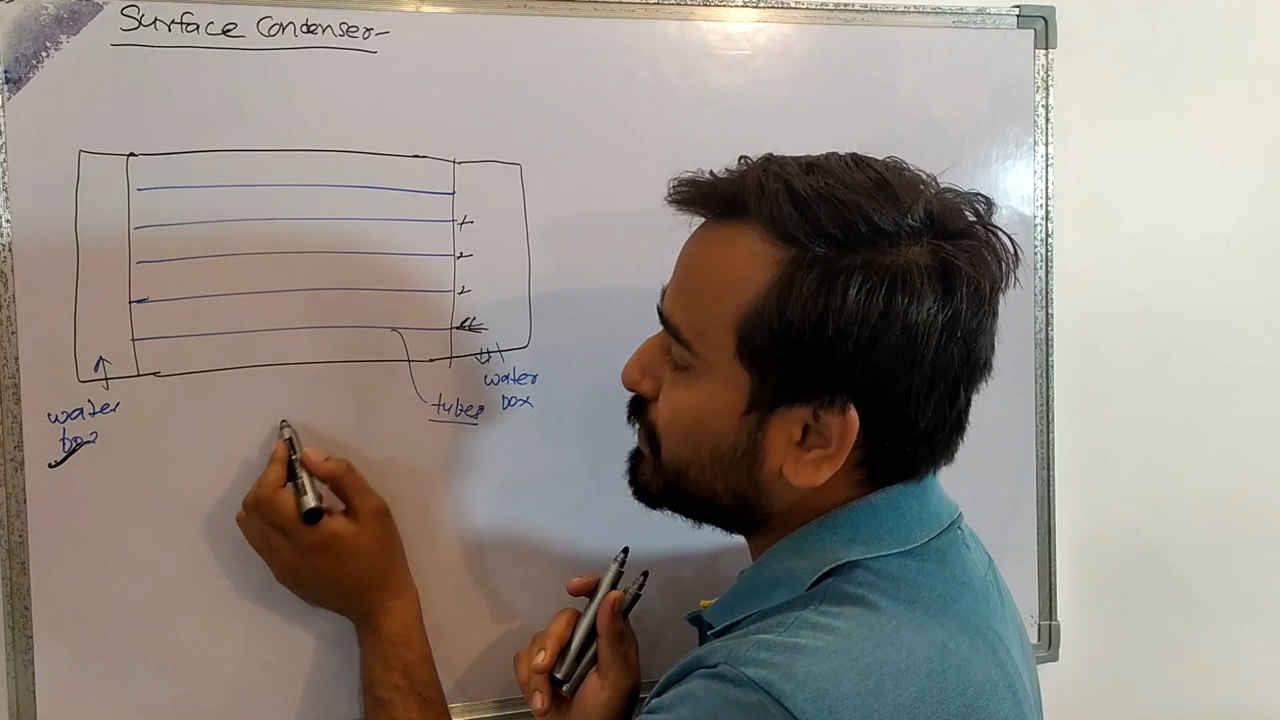 Surface Condenser-
water
box
tubes
water
box